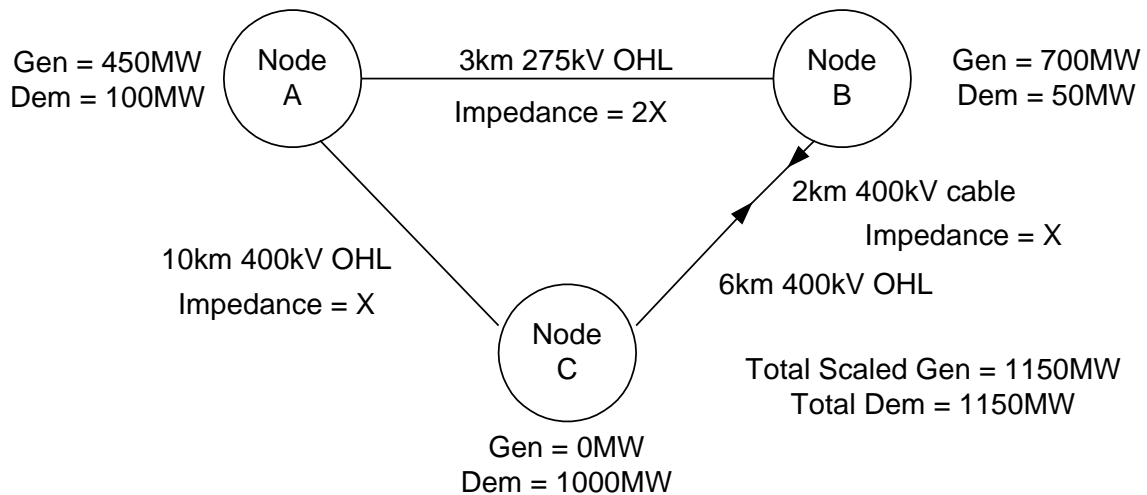 Gen = 450MW
Dem = 100MW
Node
A
3km 275kV OHL
Impedance = 2X
Node
B
Gen = 700MW
Dem = 50MW
2km 400kV cable
Impedance = X
10km 400kV OHL
Impedance = X
6km 400kV OHL
Node
C
Total Scaled Gen = 1150MW
Total Dem = 1150MW
Gen = 0MW
Dem = 1000MW